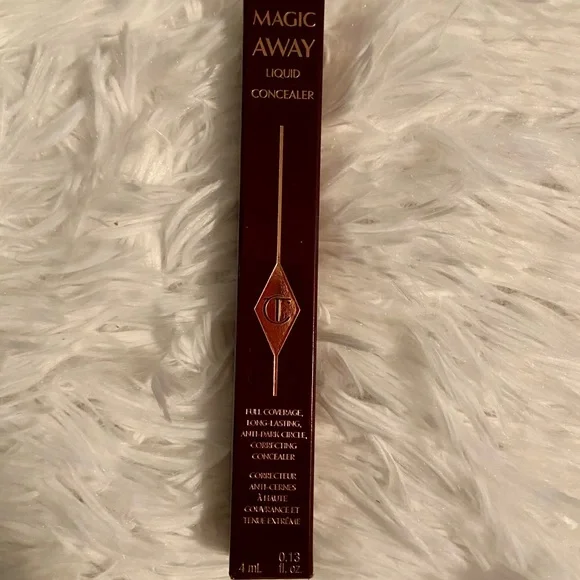 MAGIC
AWAY
LIQUID
CONCEALER
CT
FULL COVERAGE,
LONG-LASTING,
ANTI-DARK CIRCLE,
CORRECTING
CONCEALER
CORRECTEUR
ANTI-CERNES
À HAUTE
COUVRANCE ET
TENUE EXTRÊME
4 mL 0.13 fl. oz.